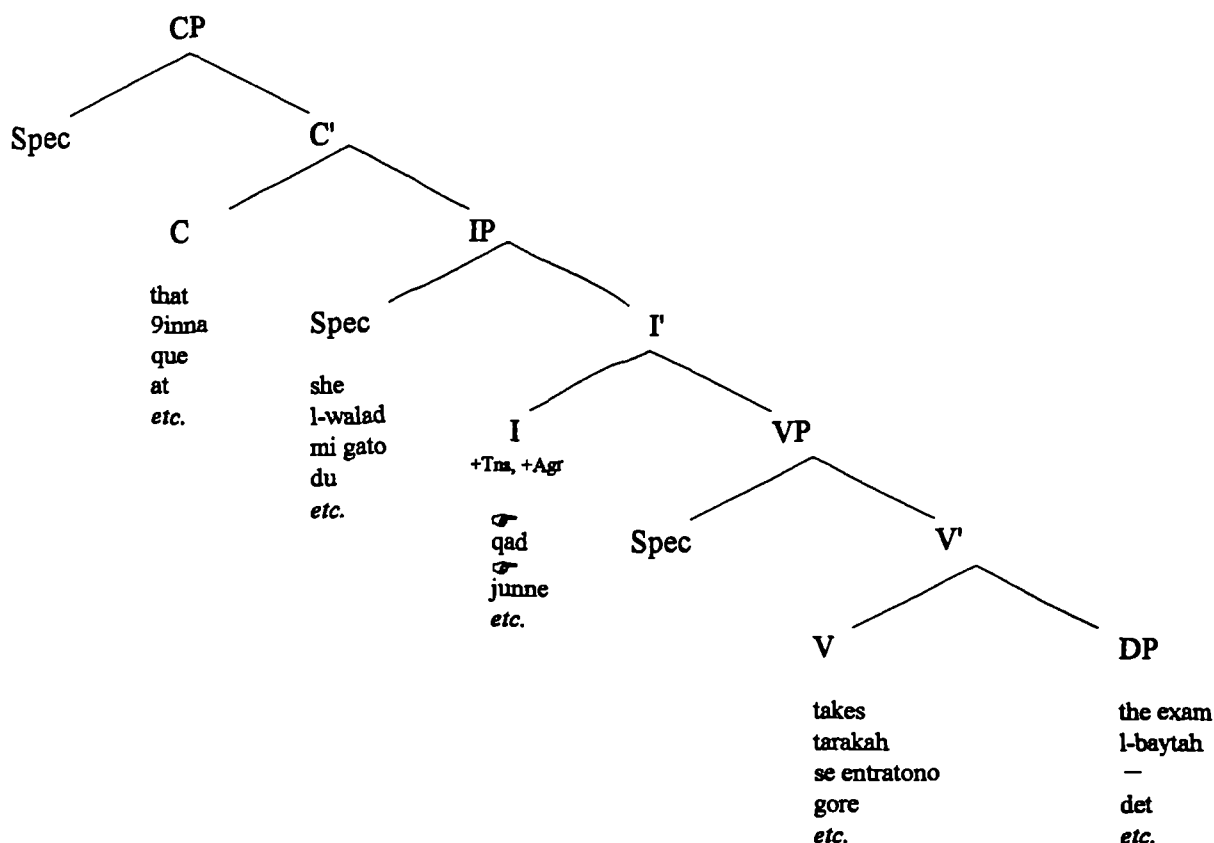 CP
Spec
C'
C
IP
that
9inna
que
at
etc.
Spec
I'
she
l-walad
mi gato
du
etc.
I
VP
+Tns, +Agr
☞
qad
☞
junne
etc.
Spec
V'
V
DP
takes
tarakah
se entratono
gore
etc.
the exam
l-baytah
—
det
etc.